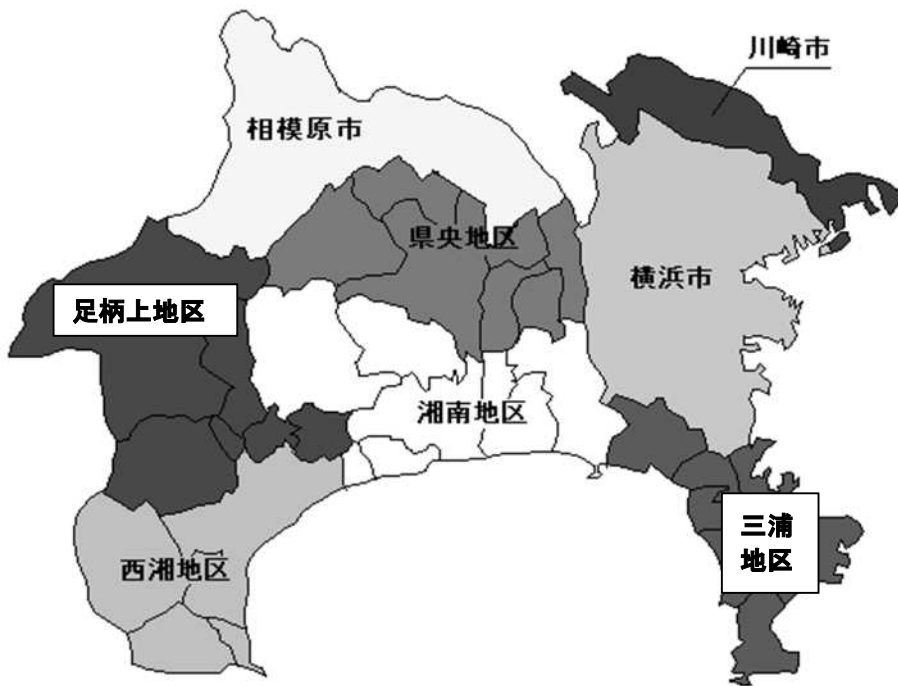 川崎市
相模原市
県央地区
横浜市
足柄上地区
湘南地区
三浦
地区
西湘地区